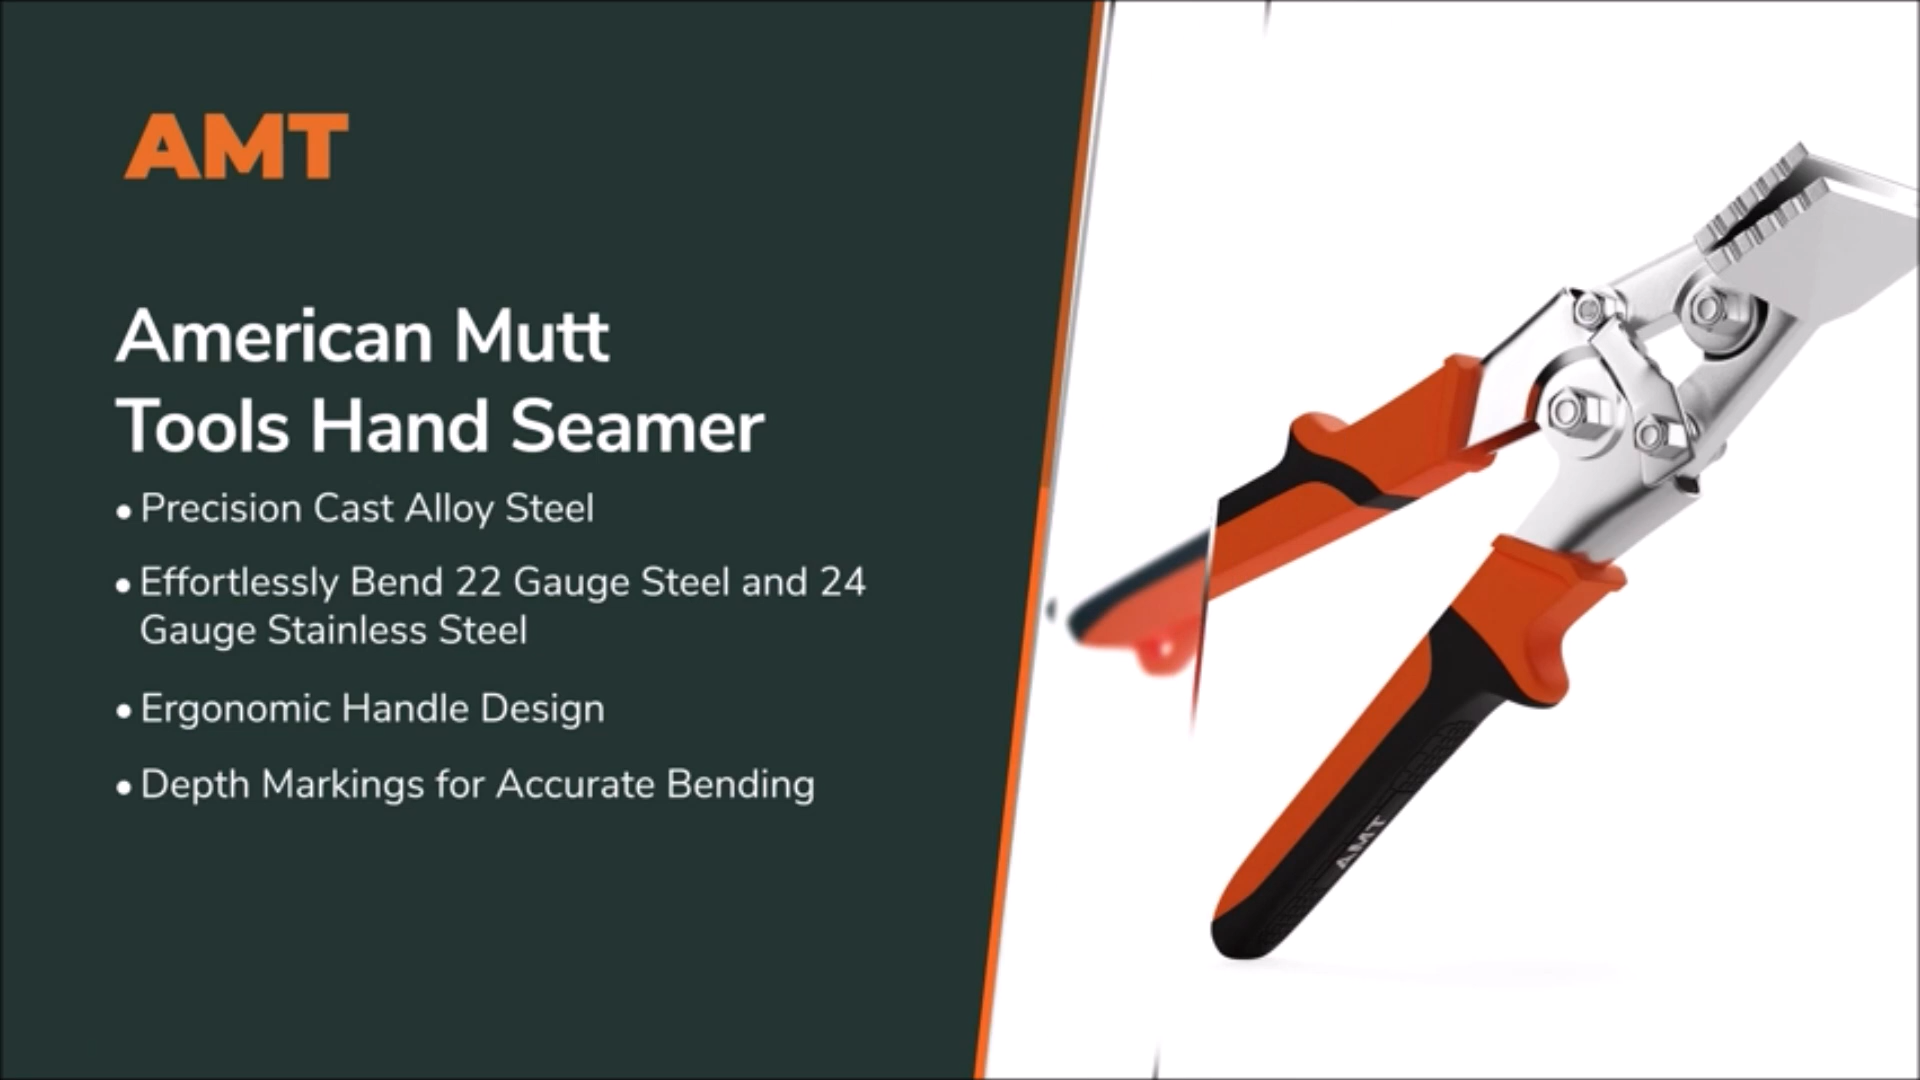 AMT
American Mutt
Tools Hand Seamer
• Precision Cast Alloy Steel
• Effortlessly Bend 22 Gauge Steel and 24
Gauge Stainless Steel
• Ergonomic Handle Design
• Depth Markings for Accurate Bending
AMT